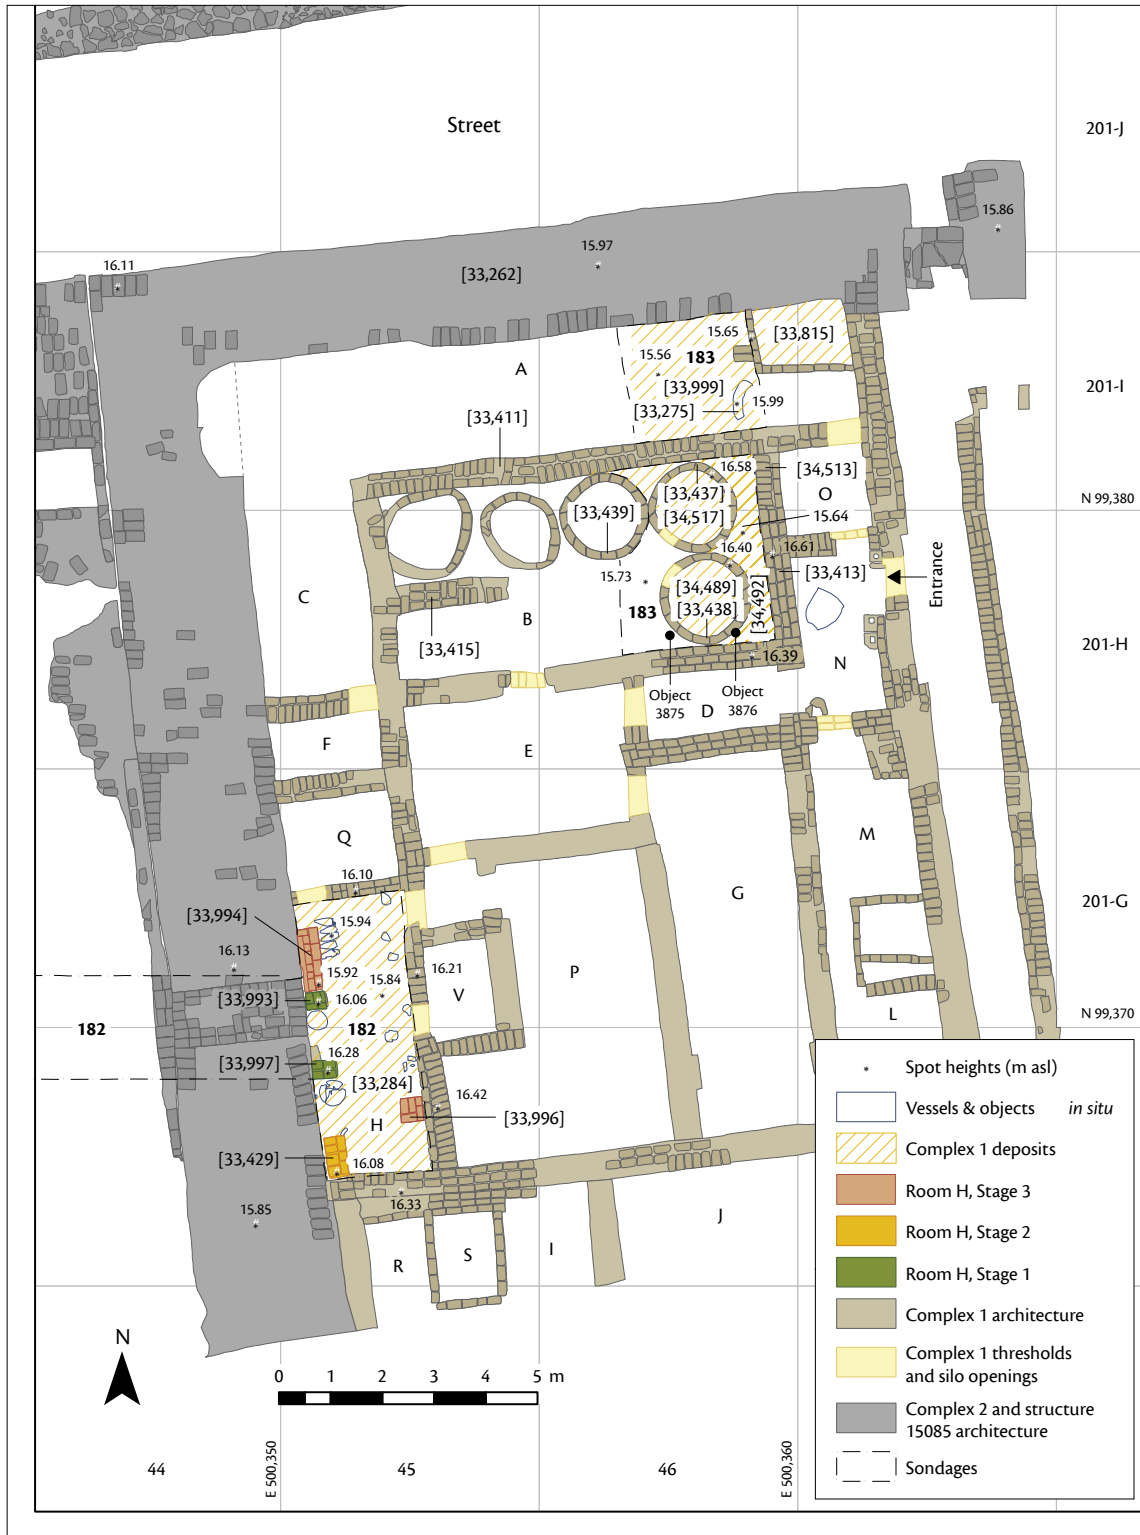 Street
201-J
15.86
15.97
16.11
[33,262]
15.65
[33,815]
15.56
183
A
[33,999]
201-I
[33,275]
15.99
[33,411]
16.58
[34,513]
[33,437]
O
N 99,380
[33,439]
[34,517]
15.64
16.40
16.61
15.73
[33,413]
[34,489]
[34,492]
Entrance
C
B
183
[33,438]
201-H
[33,415]
16.39
N
Object
3875
Object
3876
D
F
E
Q
M
16.10
G
201-G
[33,994]
15.94
16.13
16.21
P
15.92
15.84
V
[33,993]
16.06
182
182
L
N 99,370
16.28
[33,997]
[33,284]
16.42
H
[33,996]
[33,429]
16.08
16.33
15.85
J
S
I
R
Spot heights (m asl)
Vessels & objects in situ
Complex 1 deposits
Room H, Stage 3
Room H, Stage 2
Room H, Stage 1
Complex 1 architecture
Complex 1 thresholds
and silo openings
Complex 2 and structure
15085 architecture
Sondages
N
0 1 2 3 4 5 m
E 500,350
E 500,360
44 45 46